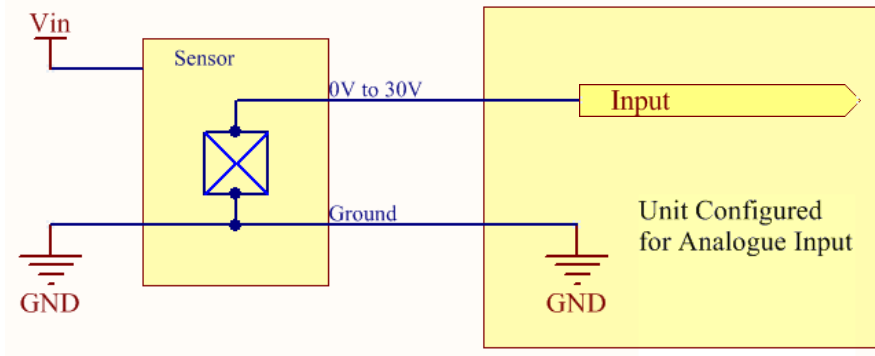 Vin
Sensor
0V to 30V
Input
Ground
Unit Configured
for Analogue Input
GND
GND